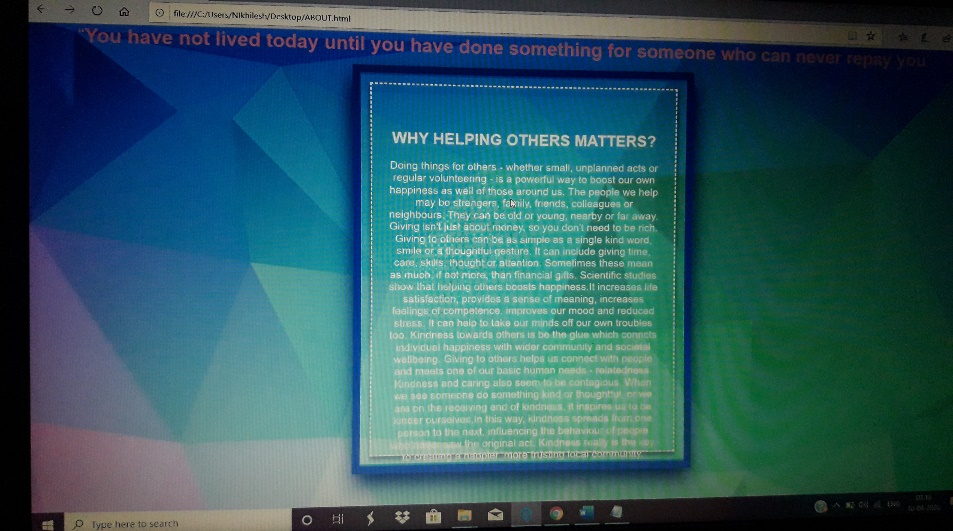 file:///C:/Users/Nikhilesh/Desktop/ABOUT.html
"You have not lived today until you have done something for someone who can never repay you
WHY HELPING OTHERS MATTERS?
Doing things for others - whether small, unplanned acts or
regular volunteering - is a powerful way to boost our own
happiness as well of those around us. The people we help
may be strangers, family, friends, colleagues or
neighbours. They can be old or young, nearby or far away.
Giving isn't just about money, so you don't need to be rich.
Giving to others can be as simple as a single kind word,
smile or a thoughtful gesture. It can include giving time,
care, skills, thought or attention. Sometimes these mean
as much, if not more, than financial gifts. Scientific studies
show that helping others boosts happiness.It increases life
satisfaction, provides a sense of meaning, increases
feelings of competence, improves our mood and reduced
stress. It can help to take our minds off our own troubles
too. Kindness towards others is be the glue which connects
individual happiness with wider community and societal
wellbeing. Giving to others helps us connect with people
and meets one of our basic human needs - relatedness.
Kindness and caring also seem to be contagious. When
we see someone do something kind or thoughtful, or we
are on the receiving end of kindness, it inspires us to be
kinder ourselves.In this way, kindness spreads from one
person to the next, influencing the behaviour of people
saw the original act. Kindness really is the key
to creating a happier, more trusting local community.
Type here to search
Hi
ENG